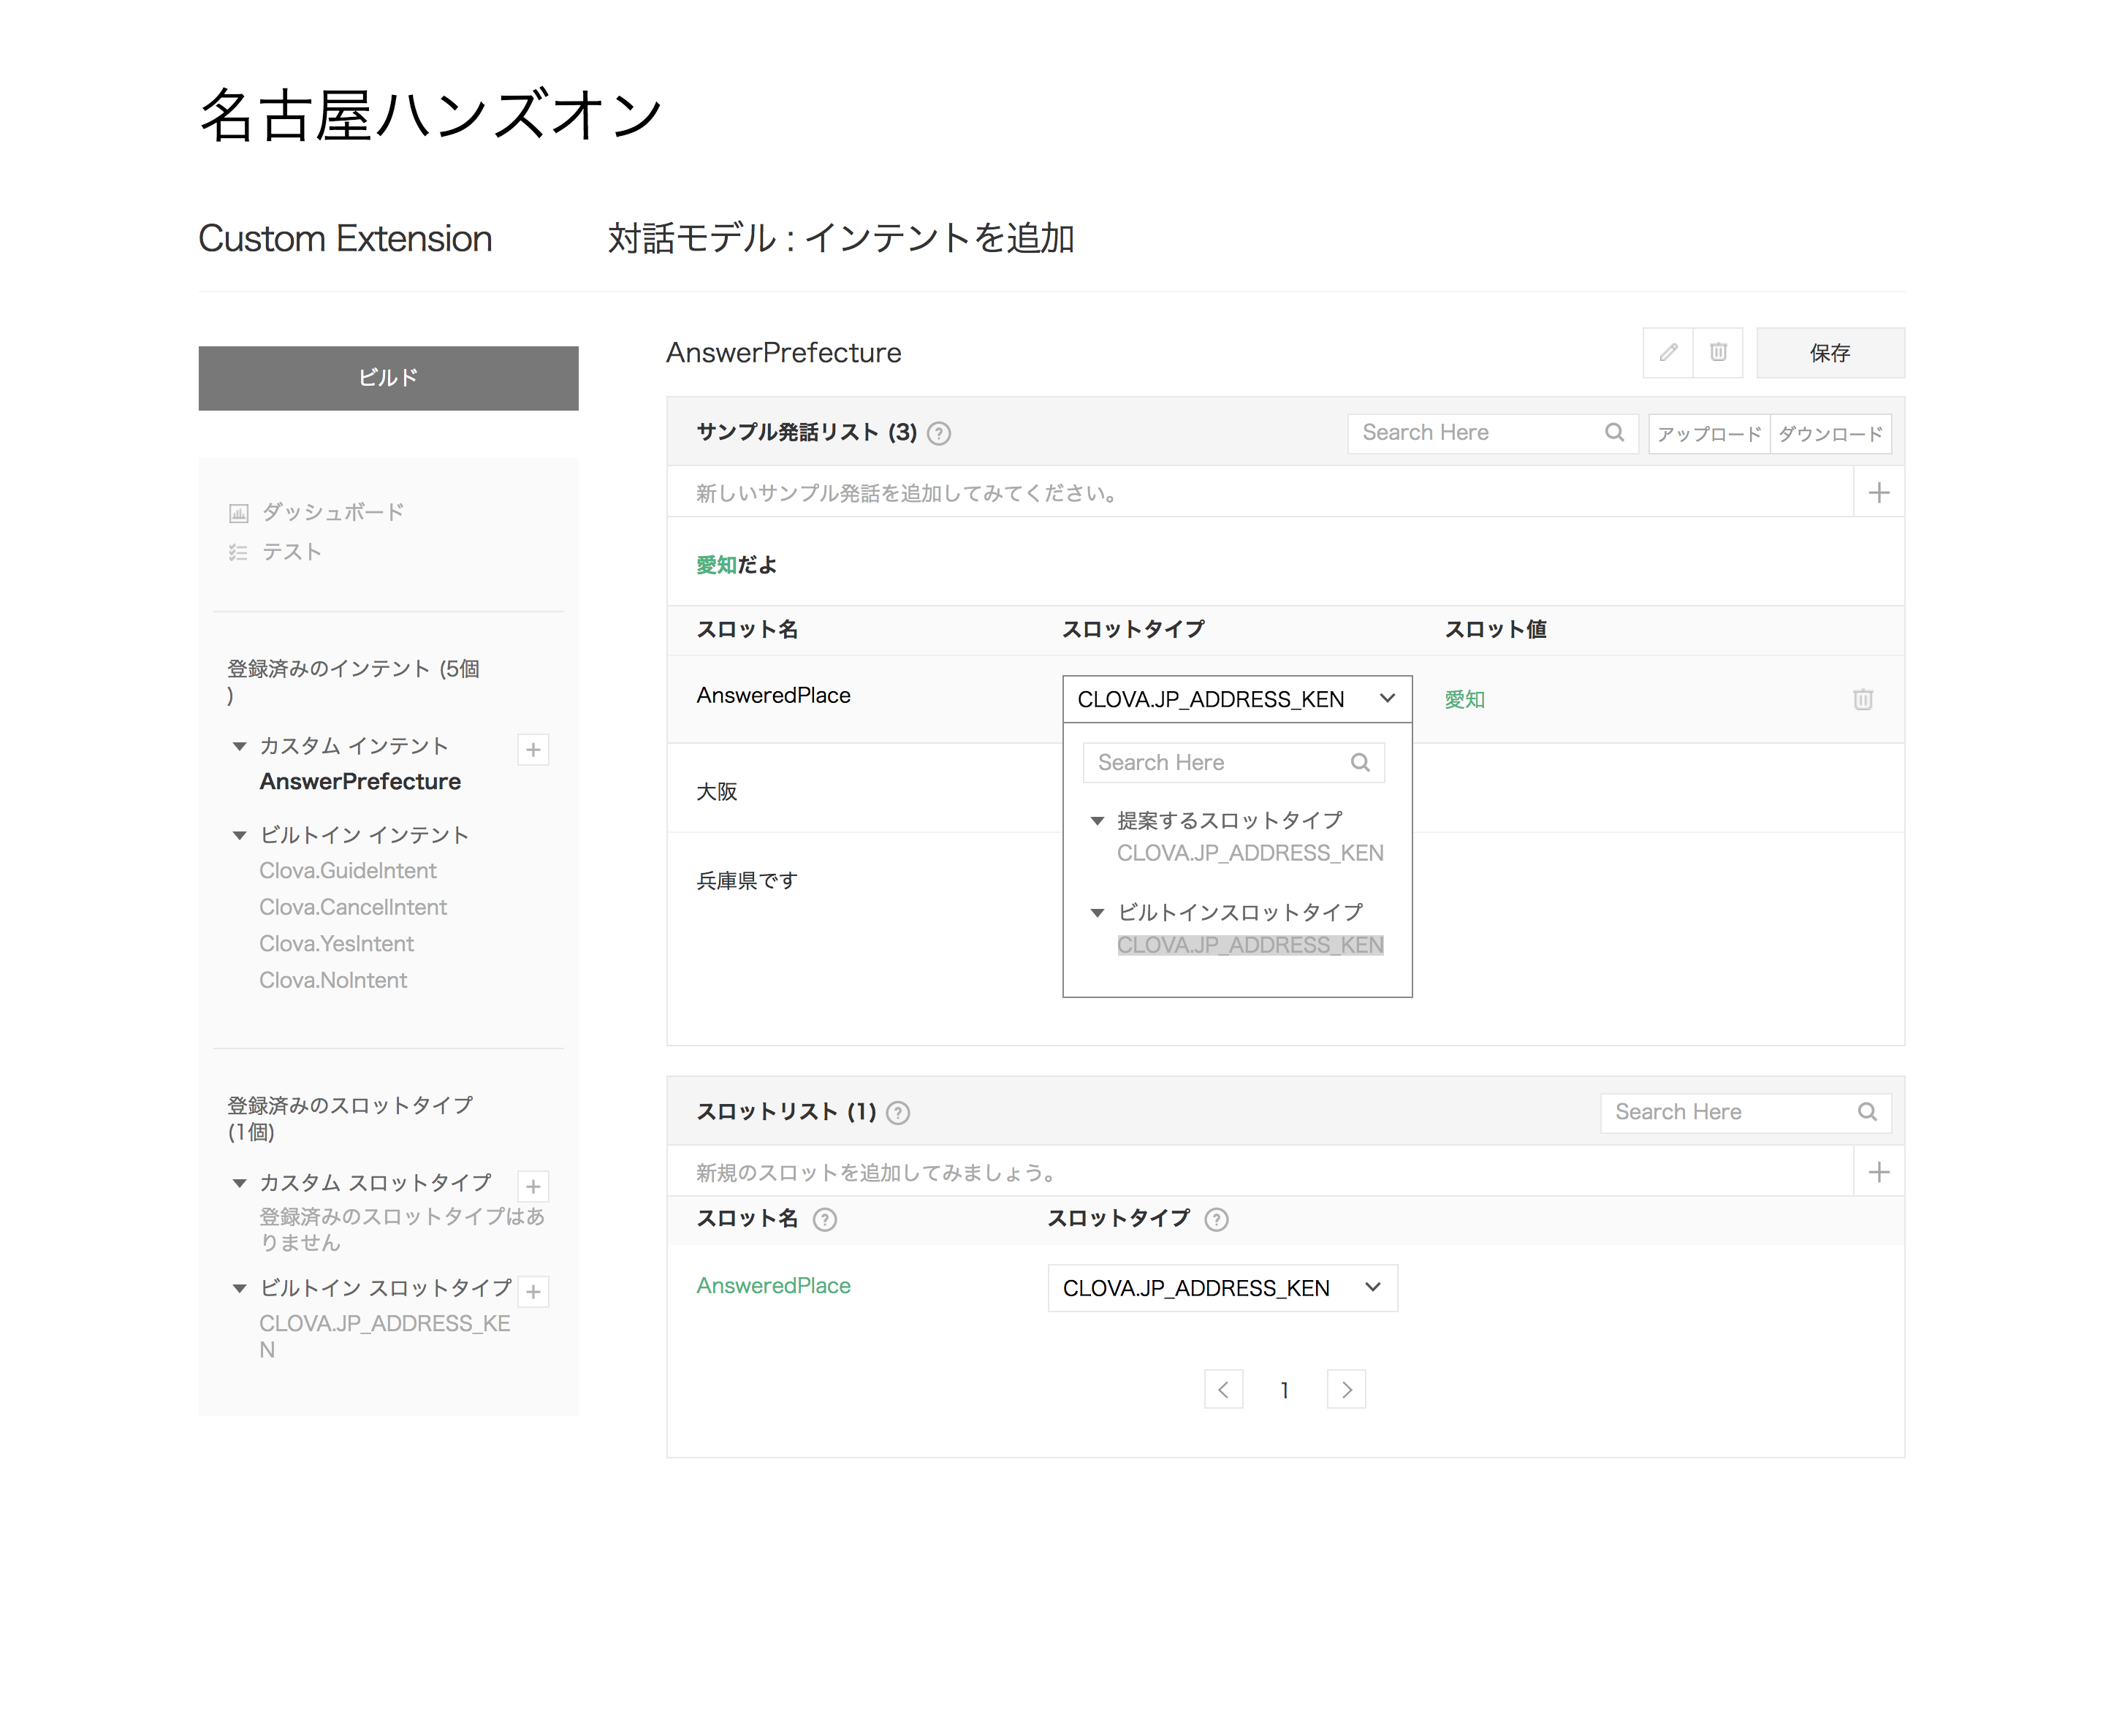 名古屋ハンズオン
Custom Extension
対話モデル : インテントを追加
ビルド
ダッシュボード
テスト
登録済みのインテント (5個
)
カスタム インテント
AnswerPrefecture
ビルトイン インテント
Clova.GuideIntent
Clova.CancelIntent
Clova.YesIntent
Clova.NoIntent
登録済みのスロットタイプ
(1個)
カスタム スロットタイプ
登録済みのスロットタイプはあ
りません
ビルトイン スロットタイプ
CLOVA.JP_ADDRESS_KE
N
AnswerPrefecture
保存
サンプル発話リスト (3) ?
Search Here
アップロード ダウンロード
新しいサンプル発話を追加してみてください。
愛知だよ
スロット名 スロットタイプ スロット値
AnsweredPlace CLOVA.JP_ADDRESS_KEN 愛知
Search Here
提案するスロットタイプ
CLOVA.JP_ADDRESS_KEN
ビルトインスロットタイプ
CLOVA.JP_ADDRESS_KEN
大阪
兵庫県です
スロットリスト (1) ?
Search Here
新規のスロットを追加してみましょう。
スロット名 ? スロットタイプ ?
AnsweredPlace CLOVA.JP_ADDRESS_KEN
1